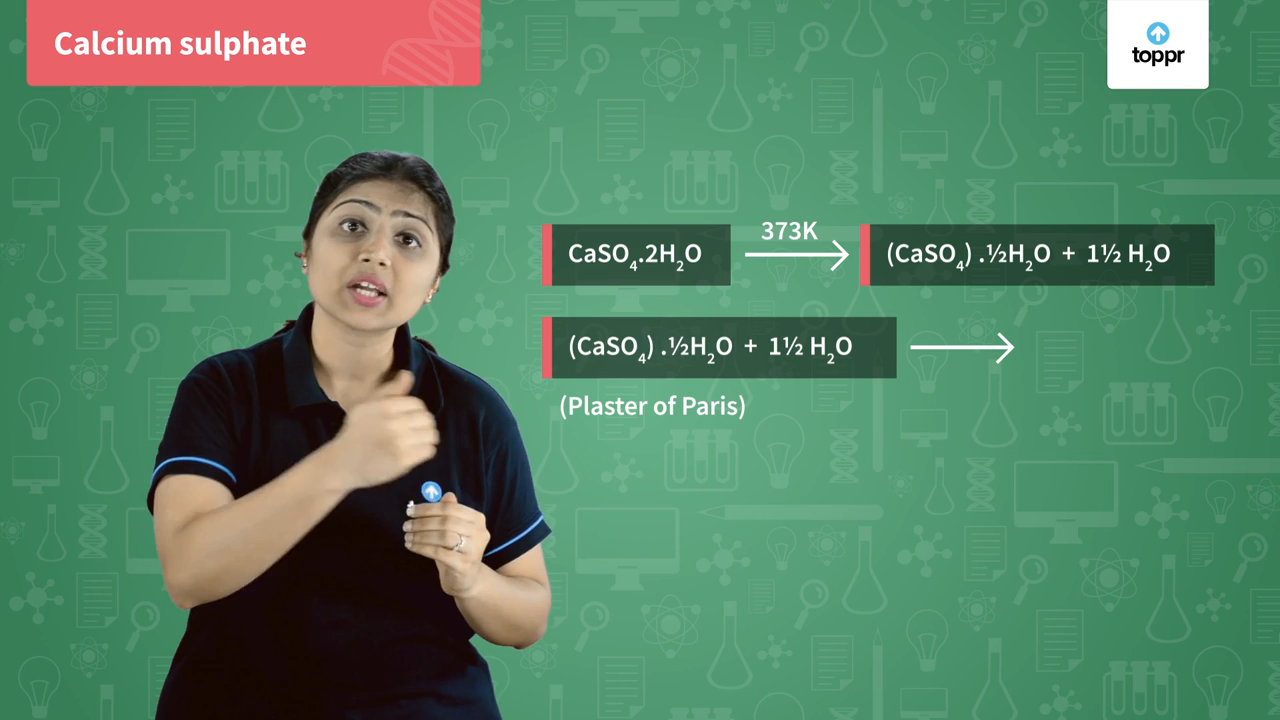 Calcium sulphate
toppr
373K
CaSO₄.2H₂O → (CaSO₄) .½H₂O + 1½ H₂O
(CaSO₄) .½H₂O + 1½ H₂O →
(Plaster of Paris)